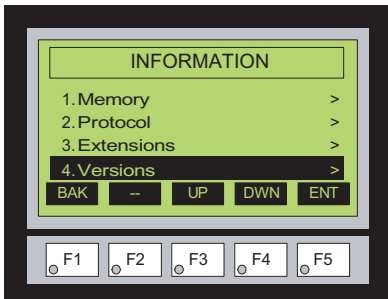 INFORMATION
1. Memory >
2. Protocol >
3. Extensions >
4. Versions >
BAK -- UP DWN ENT
F1 F2 F3 F4 F5